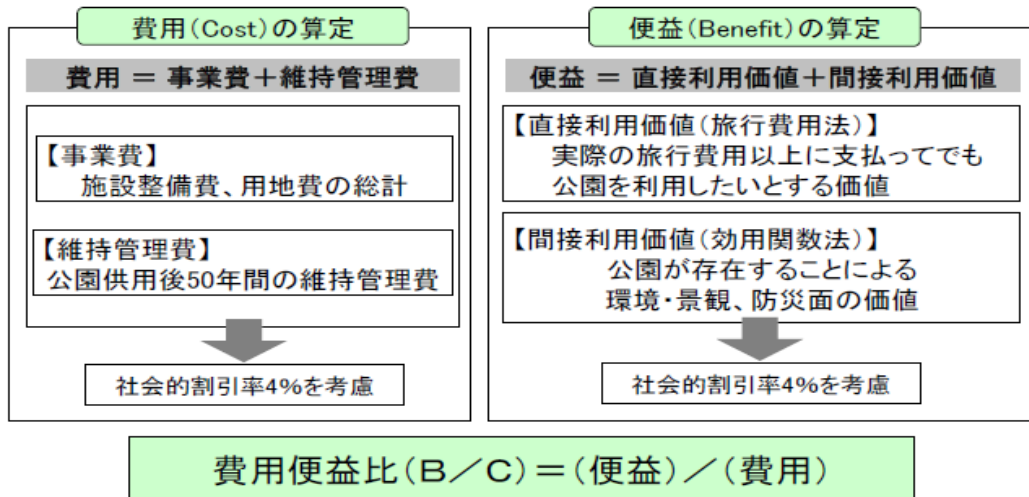 費用(Cost)の算定
費用 = 事業費+維持管理費
【事業費】
施設整備費、用地費の総計
【維持管理費】
公園供用後50年間の維持管理費
社会的割引率4%を考慮
便益(Benefit)の算定
便益 = 直接利用価値+間接利用価値
【直接利用価値(旅行費用法)】
実際の旅行費用以上に支払ってでも
公園を利用したいとする価値
【間接利用価値(効用関数法)】
公園が存在することによる
環境・景観、防災面の価値
社会的割引率4%を考慮
費用便益比(B/C)=(便益)/(費用)